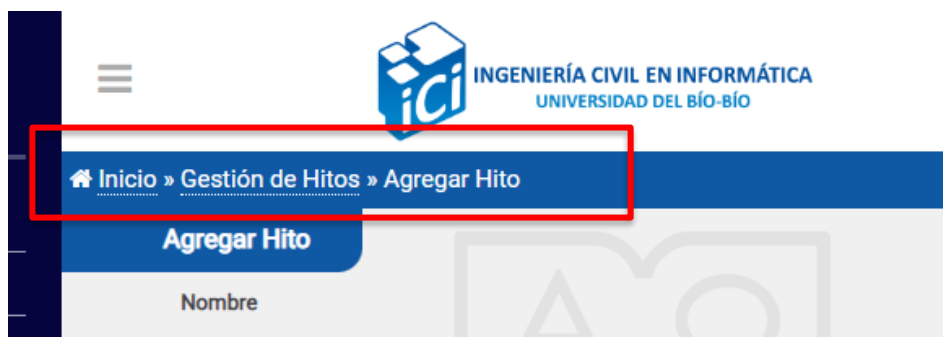 iCi
INGENIERÍA CIVIL EN INFORMÁTICA
UNIVERSIDAD DEL BÍO-BÍO
Inicio » Gestión de Hitos » Agregar Hito
Agregar Hito
Nombre